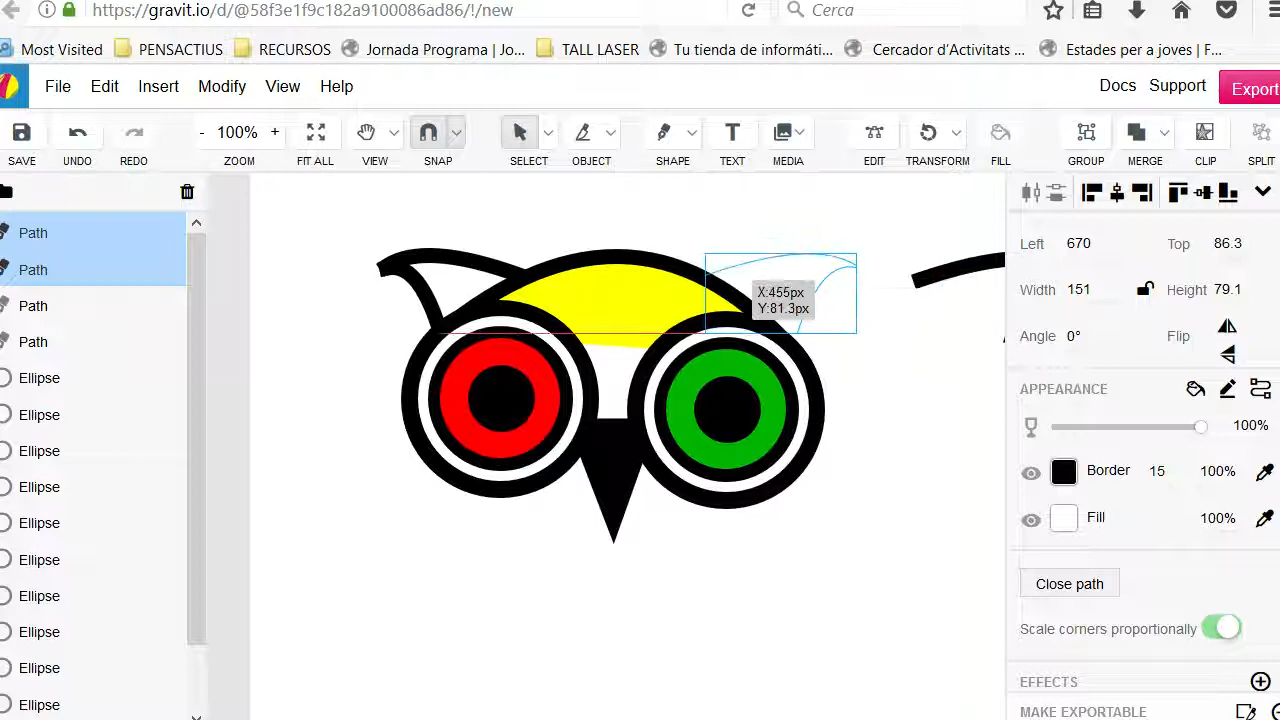 https://gravit.io/d/@58f3e1f9c182a9100086ad86/!/new
Cerca
Most Visited PENSACTIUS RECURSOS Jornada Programa | Jo... TALL LASER Tu tienda de informáti... Cercador d'Activitats ... Estades per a joves | F...
File Edit Insert Modify View Help Docs Support Export
- 100% +
SAVE UNDO REDO ZOOM FIT ALL VIEW SNAP SELECT OBJECT SHAPE TEXT MEDIA EDIT TRANSFORM FILL GROUP MERGE CLIP SPLIT
Path
Path
Path
Path
Ellipse
Ellipse
Ellipse
Ellipse
Ellipse
Ellipse
Ellipse
Ellipse
Ellipse
Ellipse
X:455px
Y:81.3px
Left 670 Top 86.3
Width 151 Height 79.1
Angle 0° Flip
APPEARANCE
100%
Border 15 100%
Fill 100%
Close path
Scale corners proportionally
EFFECTS
MAKE EXPORTABLE